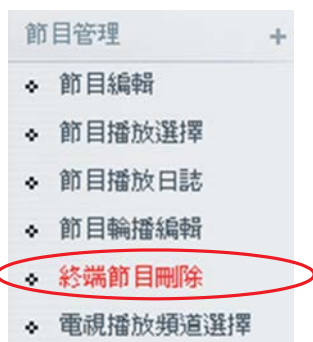 節目管理 +
節目編輯
節目播放選擇
節目播放日誌
節目輪播編輯
終端節目刪除
電視播放頻道選擇